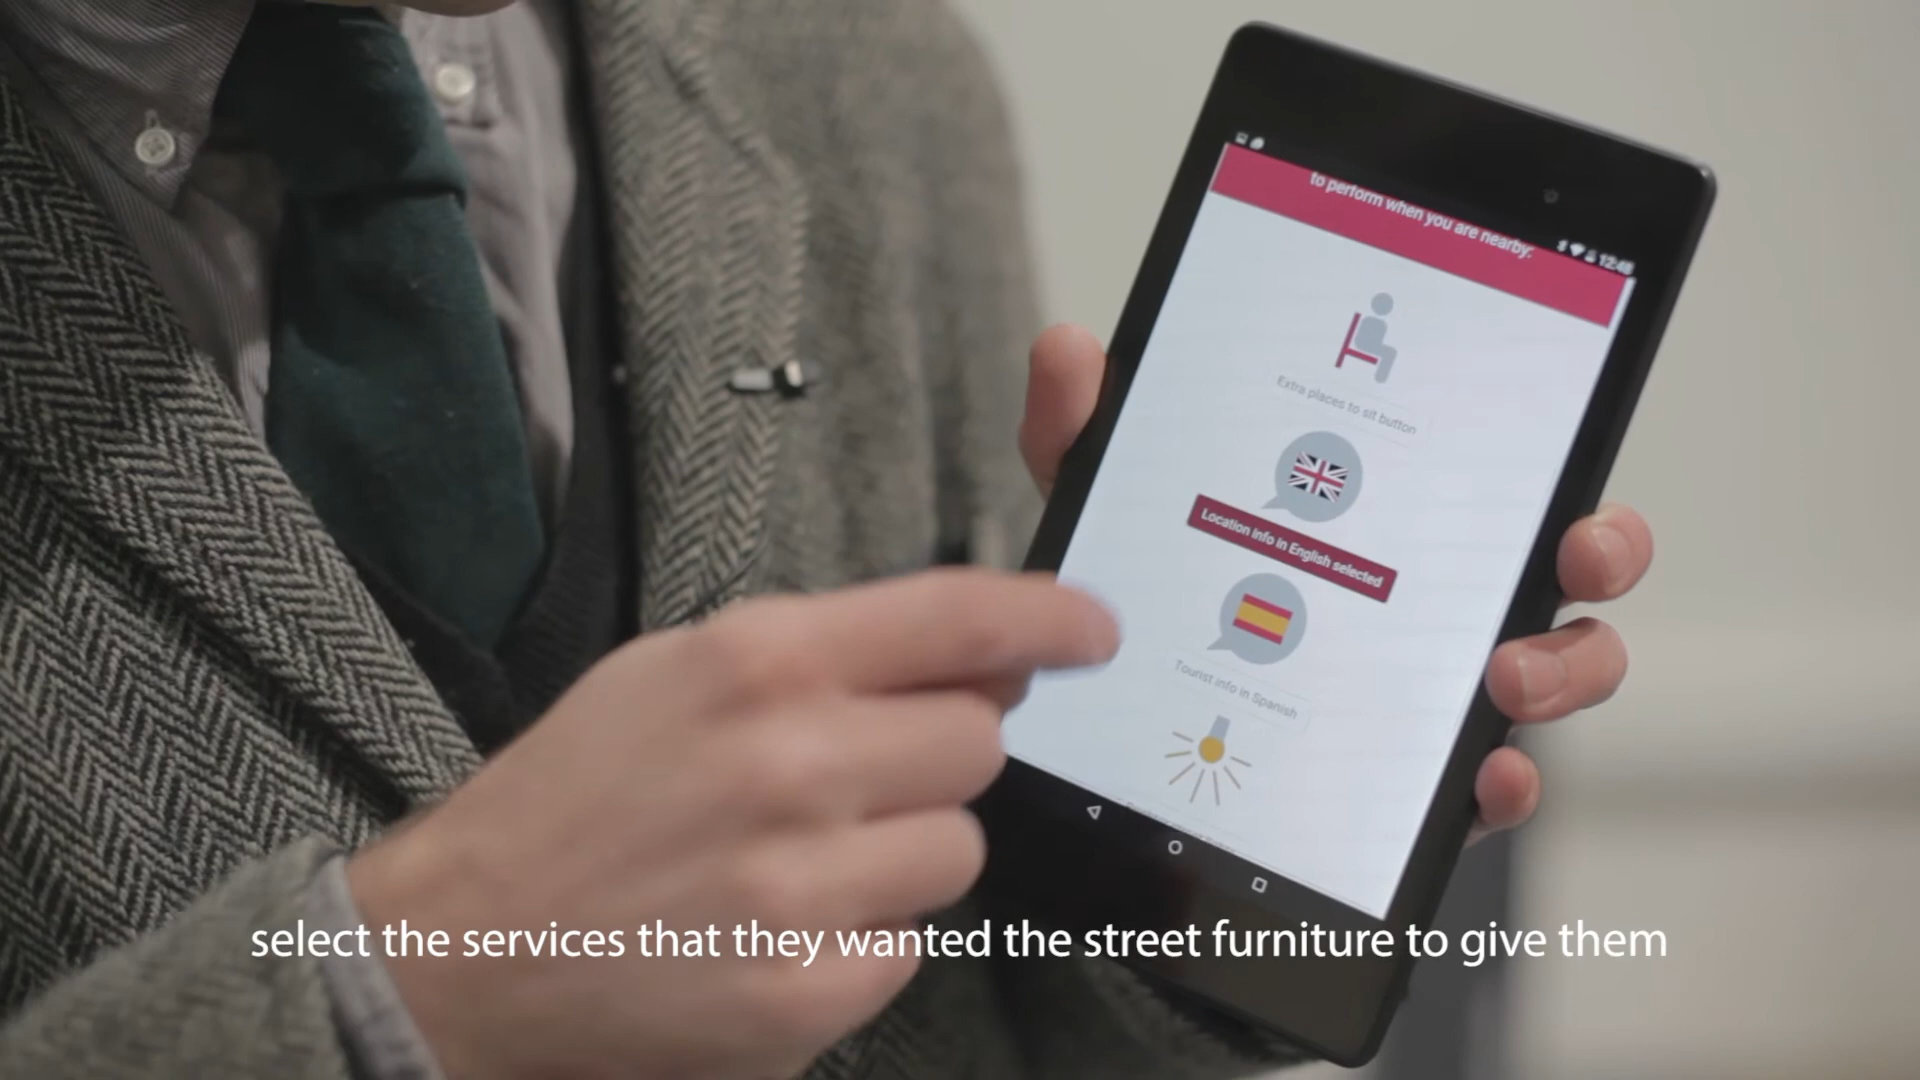 12:48
to perform when you are nearby:
Extra places to sit button
Location info in English selected
Tourist info in Spanish
select the services that they wanted the street furniture to give them